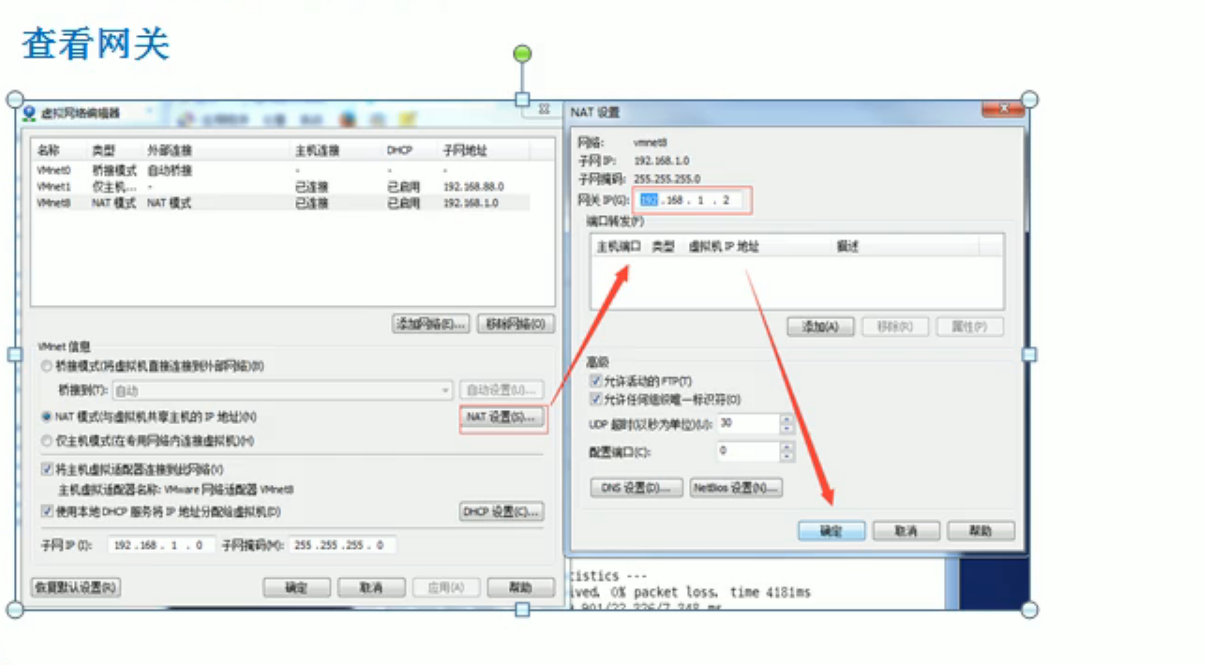 查看网关
虚拟网络编辑器
名称 类型 外部连接 主机连接 DHCP 子网地址
VMnet0 桥接模式 自动桥接 - - -
VMnet1 仅主机... - 已连接 已启用 192.168.88.0
VMnet8 NAT 模式 NAT 模式 已连接 已启用 192.168.1.0
添加网络(E)... 移除网络(O)
VMnet 信息
桥接模式(将虚拟机直接连接到外部网络)(B)
桥接到(T): 自动 自动设置(U)...
NAT 模式(与虚拟机共享主机的 IP 地址)(N) NAT 设置(S)...
仅主机模式(在专用网络内连接虚拟机)(H)
将主机虚拟适配器连接到此网络(V)
主机虚拟适配器名称: VMware 网络适配器 VMnet8
使用本地 DHCP 服务将 IP 地址分配给虚拟机(D) DHCP 设置(C)...
子网 IP (I): 192 . 168 . 1 . 0 子网掩码(M): 255 . 255 . 255 . 0
恢复默认设置(R) 确定 取消 应用(A) 帮助
NAT 设置
网络: vmnet8
子网 IP: 192.168.1.0
子网掩码: 255.255.255.0
网关 IP(G): 192 . 168 . 1 . 2
端口转发(F)
主机端口 类型 虚拟机 IP 地址 描述
添加(A) 移除(R) 属性(P)
高级
允许活动的 FTP(T)
允许任何组织唯一标识符(O)
UDP 超时(以秒为单位)(U): 30
配置端口(C): 0
DNS 设置(D)... NetBios 设置(N)...
确定 取消 帮助
tistics ---
ived, 0% packet loss, time 4181ms